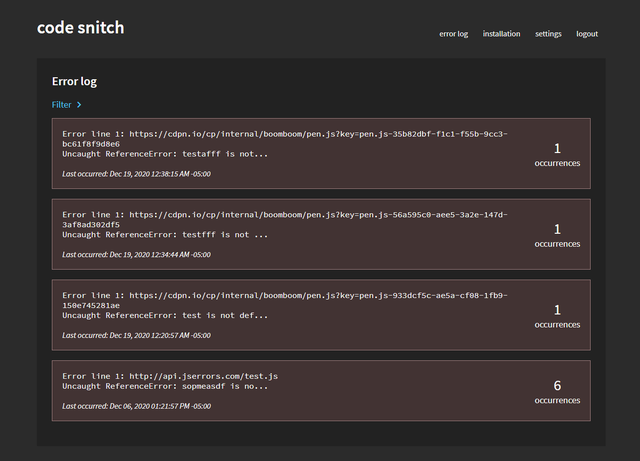 code snitch
error log installation settings logout
Error log
Filter
Error line 1: https://cdpn.io/cp/internal/boomboom/pen.js?key=pen.js-35b82dbf-f1c1-f55b-9cc3-
bc61f8f9d8e6
Uncaught ReferenceError: testafff is not...
Last occurred: Dec 19, 2020 12:38:15 AM -05:00
1
occurrences
Error line 1: https://cdpn.io/cp/internal/boomboom/pen.js?key=pen.js-56a595c0-aee5-3a2e-147d-
3af8ad302df5
Uncaught ReferenceError: testfff is not ...
Last occurred: Dec 19, 2020 12:34:44 AM -05:00
1
occurrences
Error line 1: https://cdpn.io/cp/internal/boomboom/pen.js?key=pen.js-933dcf5c-ae5a-cf08-1fb9-
150e745281ae
Uncaught ReferenceError: test is not def...
Last occurred: Dec 19, 2020 12:20:57 AM -05:00
1
occurrences
Error line 1: http://api.jserrors.com/test.js
Uncaught ReferenceError: sopmeasdf is no...
Last occurred: Dec 06, 2020 01:21:57 PM -05:00
6
occurrences